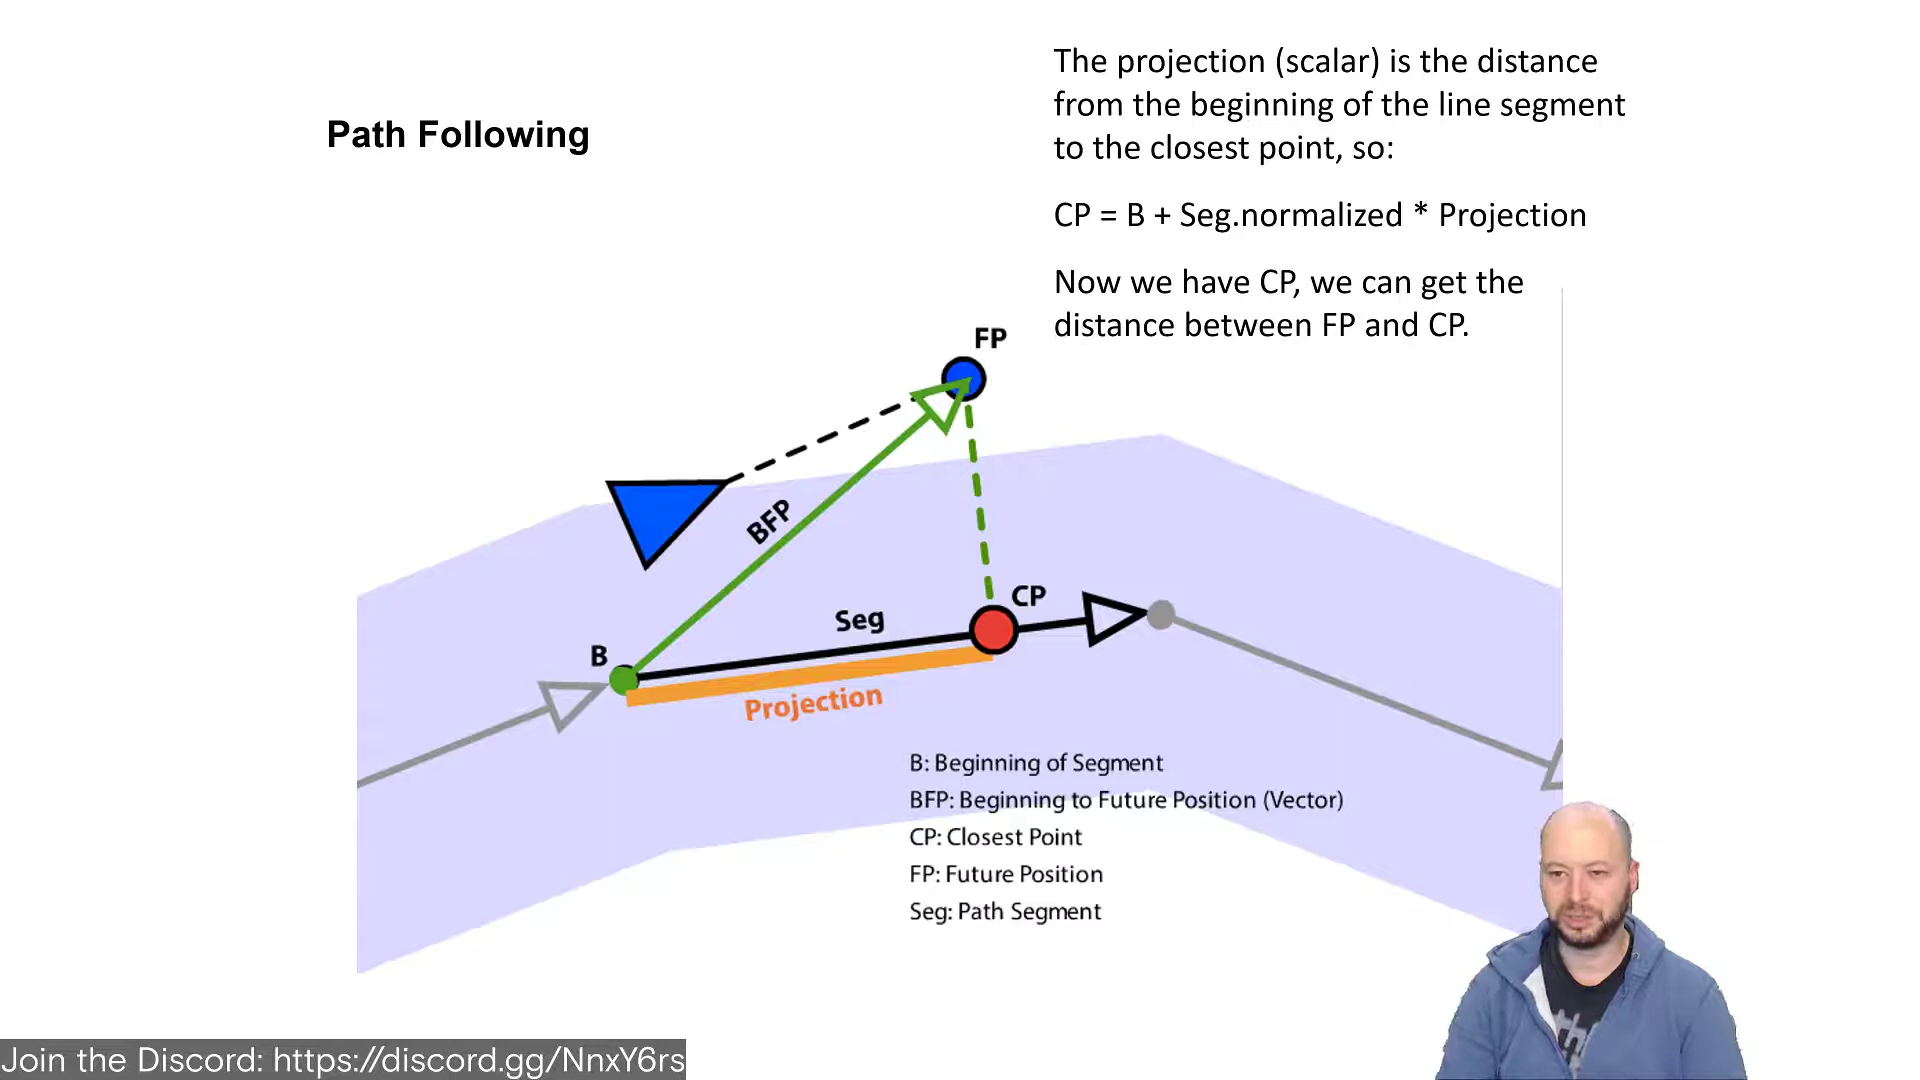 Path Following
The projection (scalar) is the distance
from the beginning of the line segment
to the closest point, so:
CP = B + Seg.normalized * Projection
Now we have CP, we can get the
distance between FP and CP.
FP
BFP
CP
Seg
B
Projection
B: Beginning of Segment
BFP: Beginning to Future Position (Vector)
CP: Closest Point
FP: Future Position
Seg: Path Segment
Join the Discord: https://discord.gg/NnxY6rs